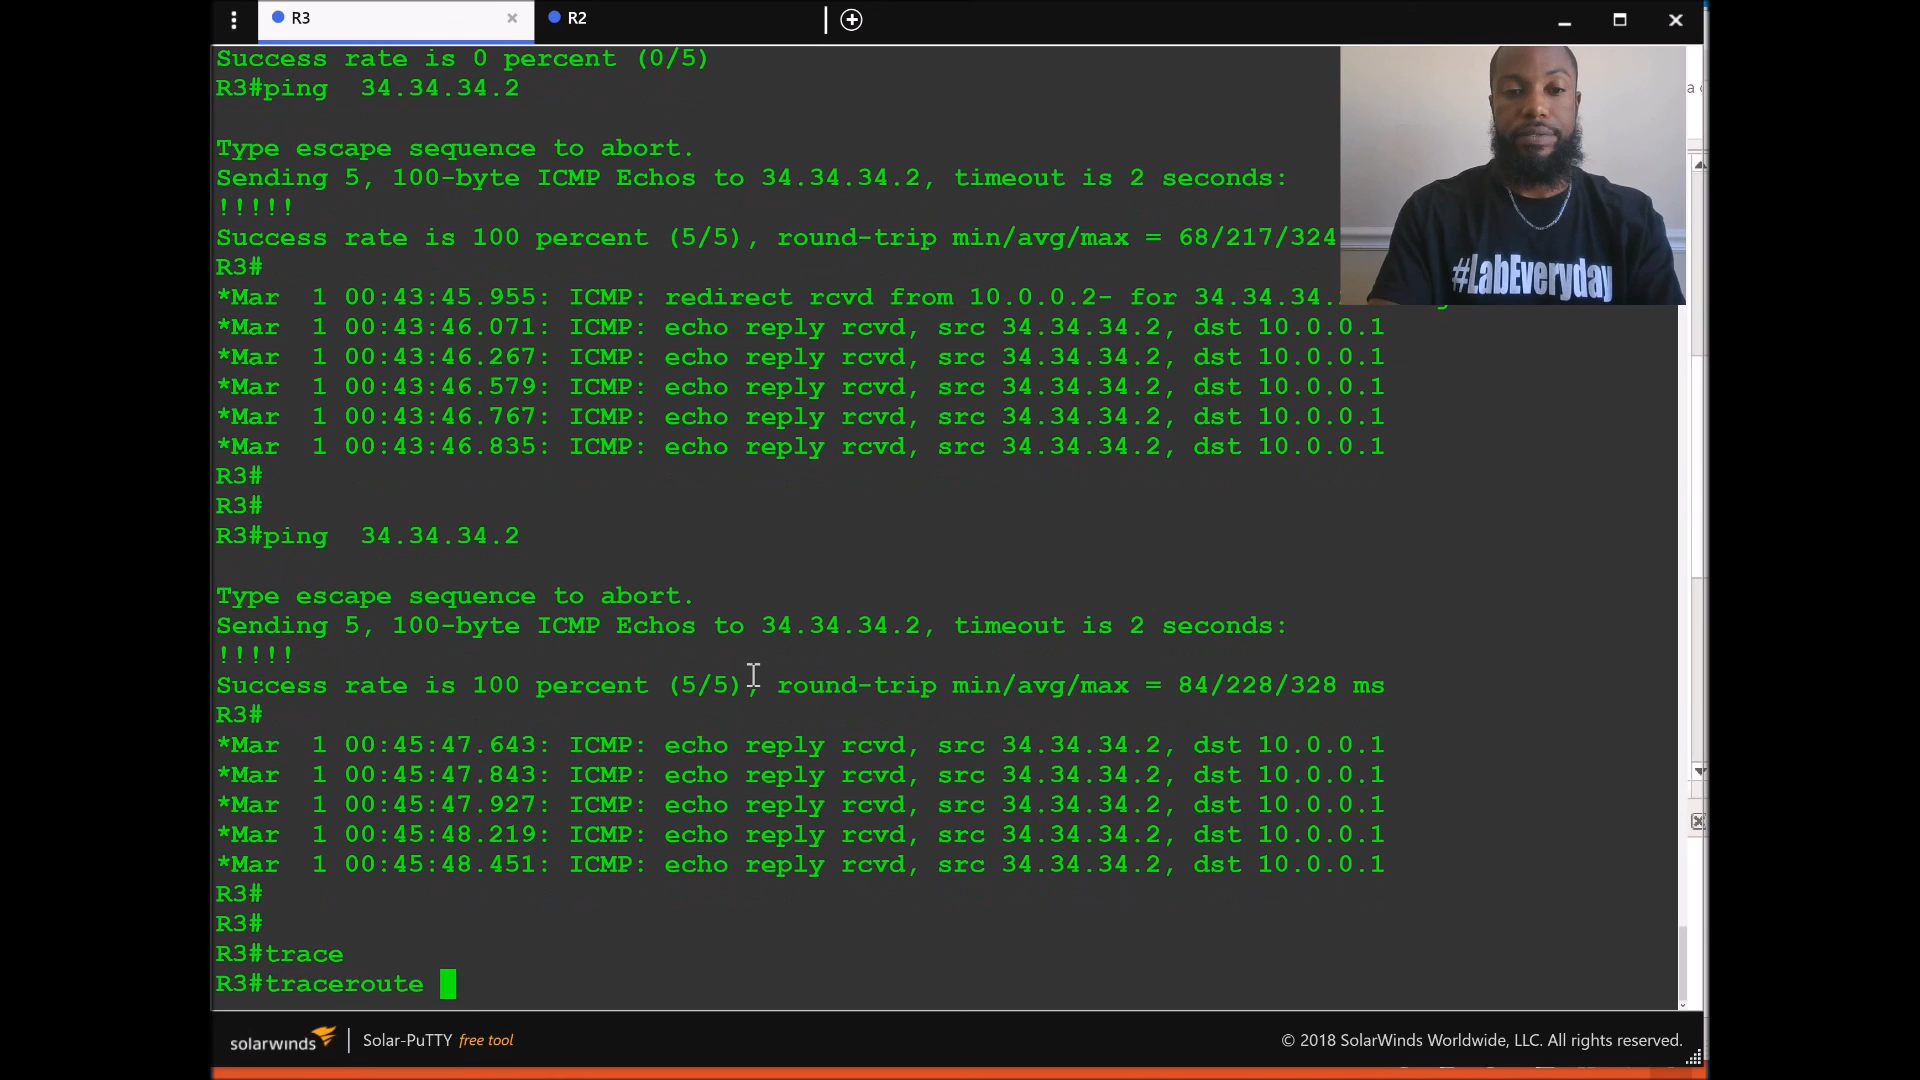 R3
R2
Success rate is 0 percent (0/5)
R3#ping  34.34.34.2
Type escape sequence to abort.
Sending 5, 100-byte ICMP Echos to 34.34.34.2, timeout is 2 seconds:
!!!!!
Success rate is 100 percent (5/5), round-trip min/avg/max = 68/217/324
R3#
*Mar  1 00:43:45.955: ICMP: redirect rcvd from 10.0.0.2- for 34.34.34.
*Mar  1 00:43:46.071: ICMP: echo reply rcvd, src 34.34.34.2, dst 10.0.0.1
*Mar  1 00:43:46.267: ICMP: echo reply rcvd, src 34.34.34.2, dst 10.0.0.1
*Mar  1 00:43:46.579: ICMP: echo reply rcvd, src 34.34.34.2, dst 10.0.0.1
*Mar  1 00:43:46.767: ICMP: echo reply rcvd, src 34.34.34.2, dst 10.0.0.1
*Mar  1 00:43:46.835: ICMP: echo reply rcvd, src 34.34.34.2, dst 10.0.0.1
R3#
R3#
R3#ping  34.34.34.2
Type escape sequence to abort.
Sending 5, 100-byte ICMP Echos to 34.34.34.2, timeout is 2 seconds:
!!!!!
Success rate is 100 percent (5/5), round-trip min/avg/max = 84/228/328 ms
R3#
*Mar  1 00:45:47.643: ICMP: echo reply rcvd, src 34.34.34.2, dst 10.0.0.1
*Mar  1 00:45:47.843: ICMP: echo reply rcvd, src 34.34.34.2, dst 10.0.0.1
*Mar  1 00:45:47.927: ICMP: echo reply rcvd, src 34.34.34.2, dst 10.0.0.1
*Mar  1 00:45:48.219: ICMP: echo reply rcvd, src 34.34.34.2, dst 10.0.0.1
*Mar  1 00:45:48.451: ICMP: echo reply rcvd, src 34.34.34.2, dst 10.0.0.1
R3#
R3#
R3#trace
R3#traceroute
#LabEveryday
solarwinds
Solar-PuTTY free tool
© 2018 SolarWinds Worldwide, LLC. All rights reserved.